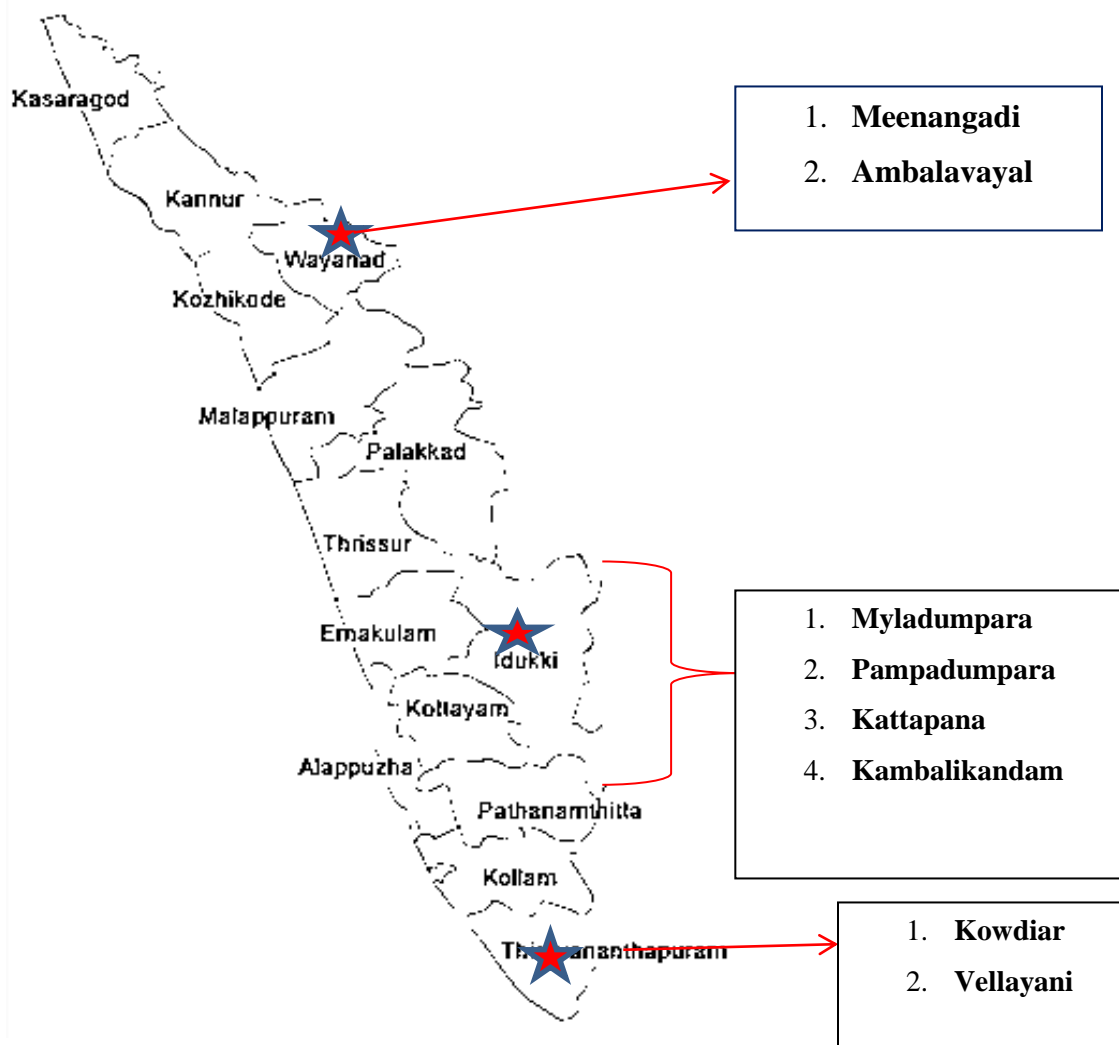 Kasaragod
Kannur
Wayanad
Kozhikode
Malappuram
Palakkad
Thrissur
Ernakulam
Idukki
Kottayam
Alappuzha
Pathanamthitta
Kollam
1. Meenangadi
2. Ambalavayal
1. Myladumpara
2. Pampadumpara
3. Kattapana
4. Kambalikandam
Thiruvananthapuram
1. Kowdiar
2. Vellayani